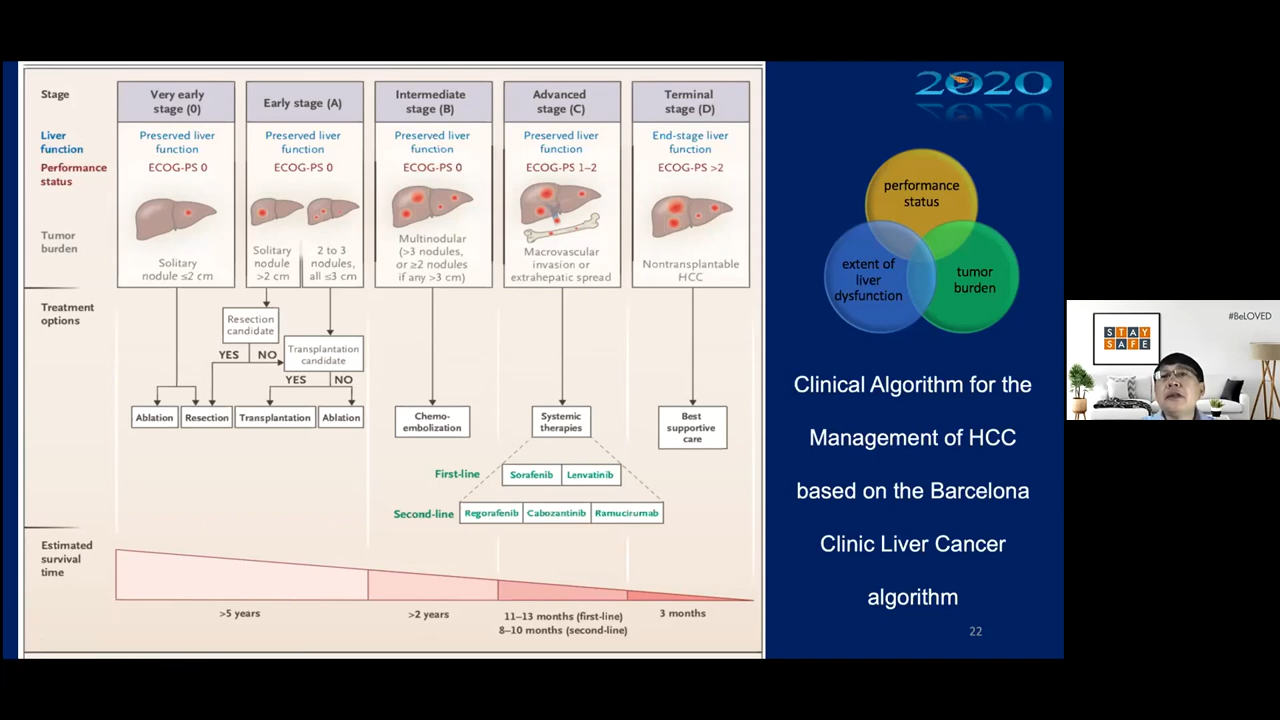 Stage
Very early
stage (0)
Early stage (A)
Intermediate
stage (B)
Advanced
stage (C)
Terminal
stage (D)
Liver
function
Preserved liver
function
Preserved liver
function
Preserved liver
function
Preserved liver
function
End-stage liver
function
Performance
status
ECOG-PS 0
ECOG-PS 0
ECOG-PS 0
ECOG-PS 1–2
ECOG-PS >2
Tumor
burden
Solitary
nodule ≤2 cm
Solitary
nodule
>2 cm
2 to 3
nodules,
all ≤3 cm
Multinodular
(>3 nodules,
or ≥2 nodules
if any >3 cm)
Macrovascular
invasion or
extrahepatic spread
Nontransplantable
HCC
Treatment
options
Resection
candidate
YES NO
Transplantation
candidate
YES NO
Ablation
Resection
Transplantation
Ablation
Chemo-
embolization
Systemic
therapies
Best
supportive
care
First-line
Sorafenib
Lenvatinib
Second-line
Regorafenib
Cabozantinib
Ramucirumab
Estimated
survival
time
>5 years
>2 years
11–13 months (first-line)
8–10 months (second-line)
3 months
2020
performance
status
extent of
liver
dysfunction
tumor
burden
Clinical Algorithm for the
Management of HCC
based on the Barcelona
Clinic Liver Cancer
algorithm
22
#BeLOVED
STAY
SAFE